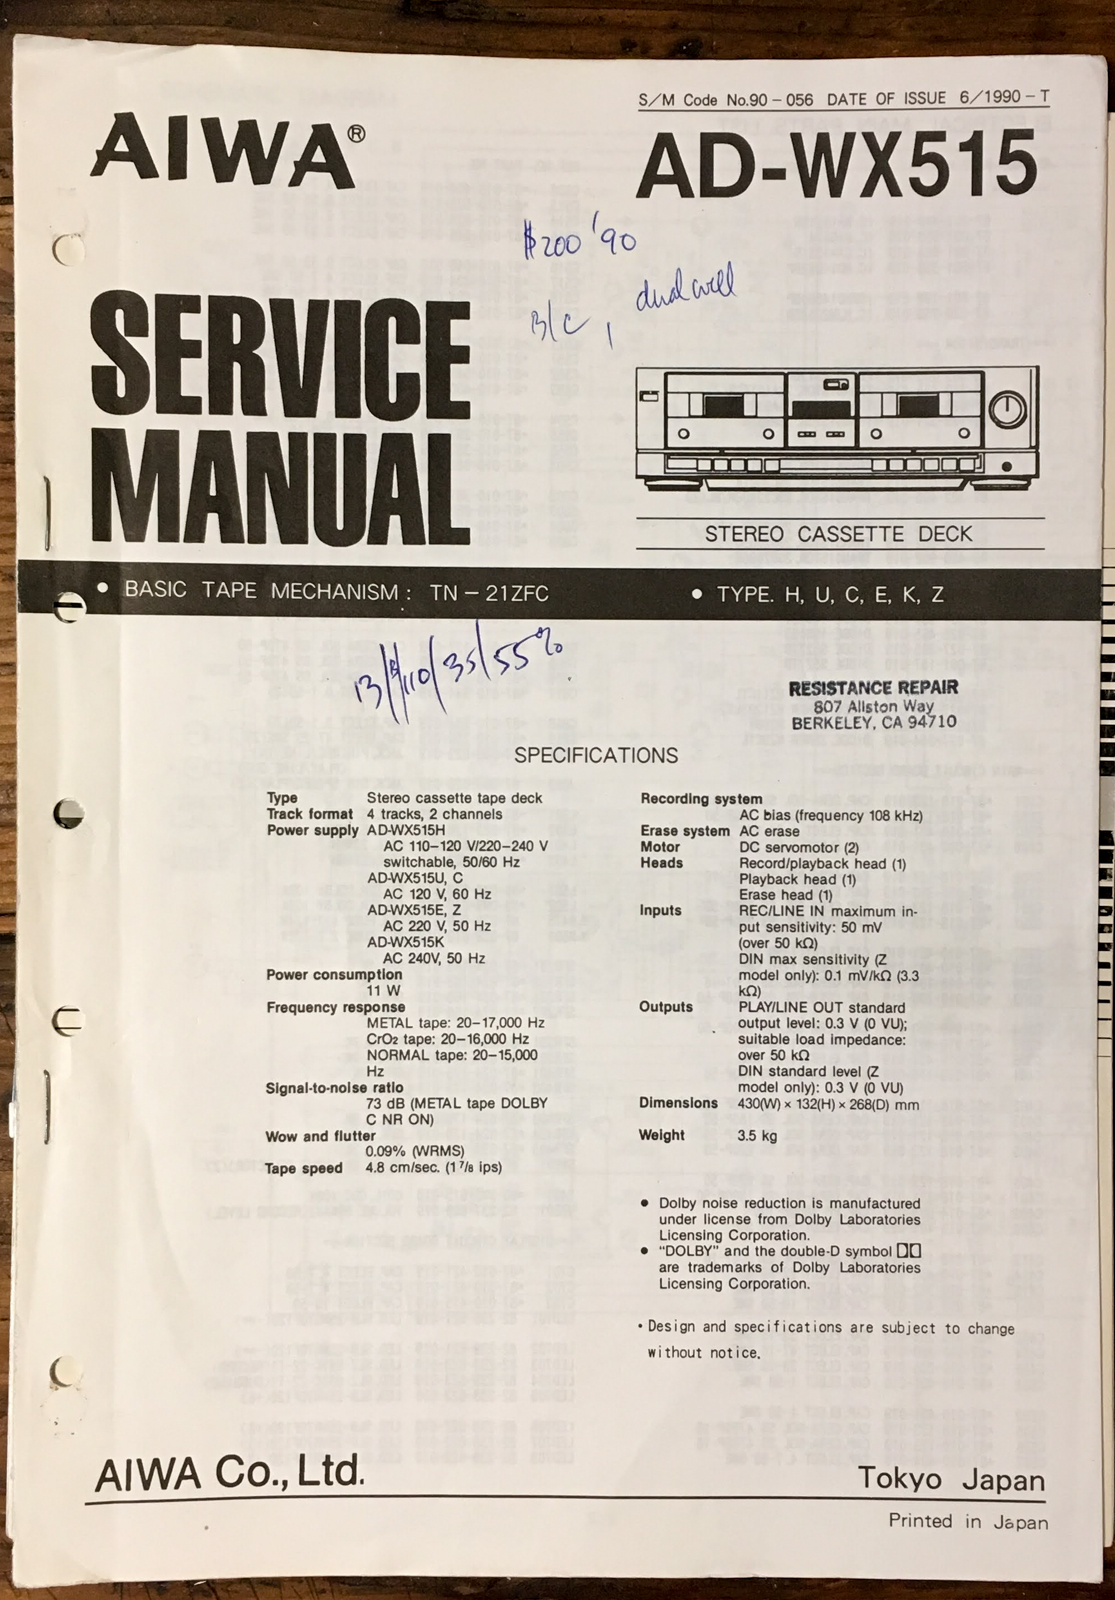 S/M Code No.90-056 DATE OF ISSUE 6/1990-T
AIWA®
AD-WX515
$200 '90
B/C, dual well
SERVICE
MANUAL
STEREO CASSETTE DECK
• BASIC TAPE MECHANISM: TN-21ZFC
• TYPE. H, U, C, E, K, Z
/110/35/55%
RESISTANCE REPAIR
807 Allston Way
BERKELEY, CA 94710
SPECIFICATIONS
Type Stereo cassette tape deck
Track format 4 tracks, 2 channels
Power supply AD-WX515H
AC 110-120 V/220-240 V
switchable, 50/60 Hz
AD-WX515U, C
AC 120 V, 60 Hz
AD-WX515E, Z
AC 220 V, 50 Hz
AD-WX515K
AC 240V, 50 Hz
Power consumption
11 W
Frequency response
METAL tape: 20-17,000 Hz
CrO2 tape: 20-16,000 Hz
NORMAL tape: 20-15,000
Hz
Signal-to-noise ratio
73 dB (METAL tape DOLBY
C NR ON)
Wow and flutter
0.09% (WRMS)
Tape speed 4.8 cm/sec. (1 7/8 ips)
Recording system
AC bias (frequency 108 kHz)
Erase system AC erase
Motor DC servomotor (2)
Heads Record/playback head (1)
Playback head (1)
Erase head (1)
Inputs REC/LINE IN maximum in-
put sensitivity: 50 mV
(over 50 kΩ)
DIN max sensitivity (Z
model only): 0.1 mV/kΩ (3.3
kΩ)
Outputs PLAY/LINE OUT standard
output level: 0.3 V (0 VU);
suitable load impedance:
over 50 kΩ
DIN standard level (Z
model only): 0.3 V (0 VU)
Dimensions 430(W) × 132(H) × 268(D) mm
Weight 3.5 kg
• Dolby noise reduction is manufactured
under license from Dolby Laboratories
Licensing Corporation.
• "DOLBY" and the double-D symbol
are trademarks of Dolby Laboratories
Licensing Corporation.
• Design and specifications are subject to change
without notice.
AIWA Co., Ltd.
Tokyo Japan
Printed in Japan